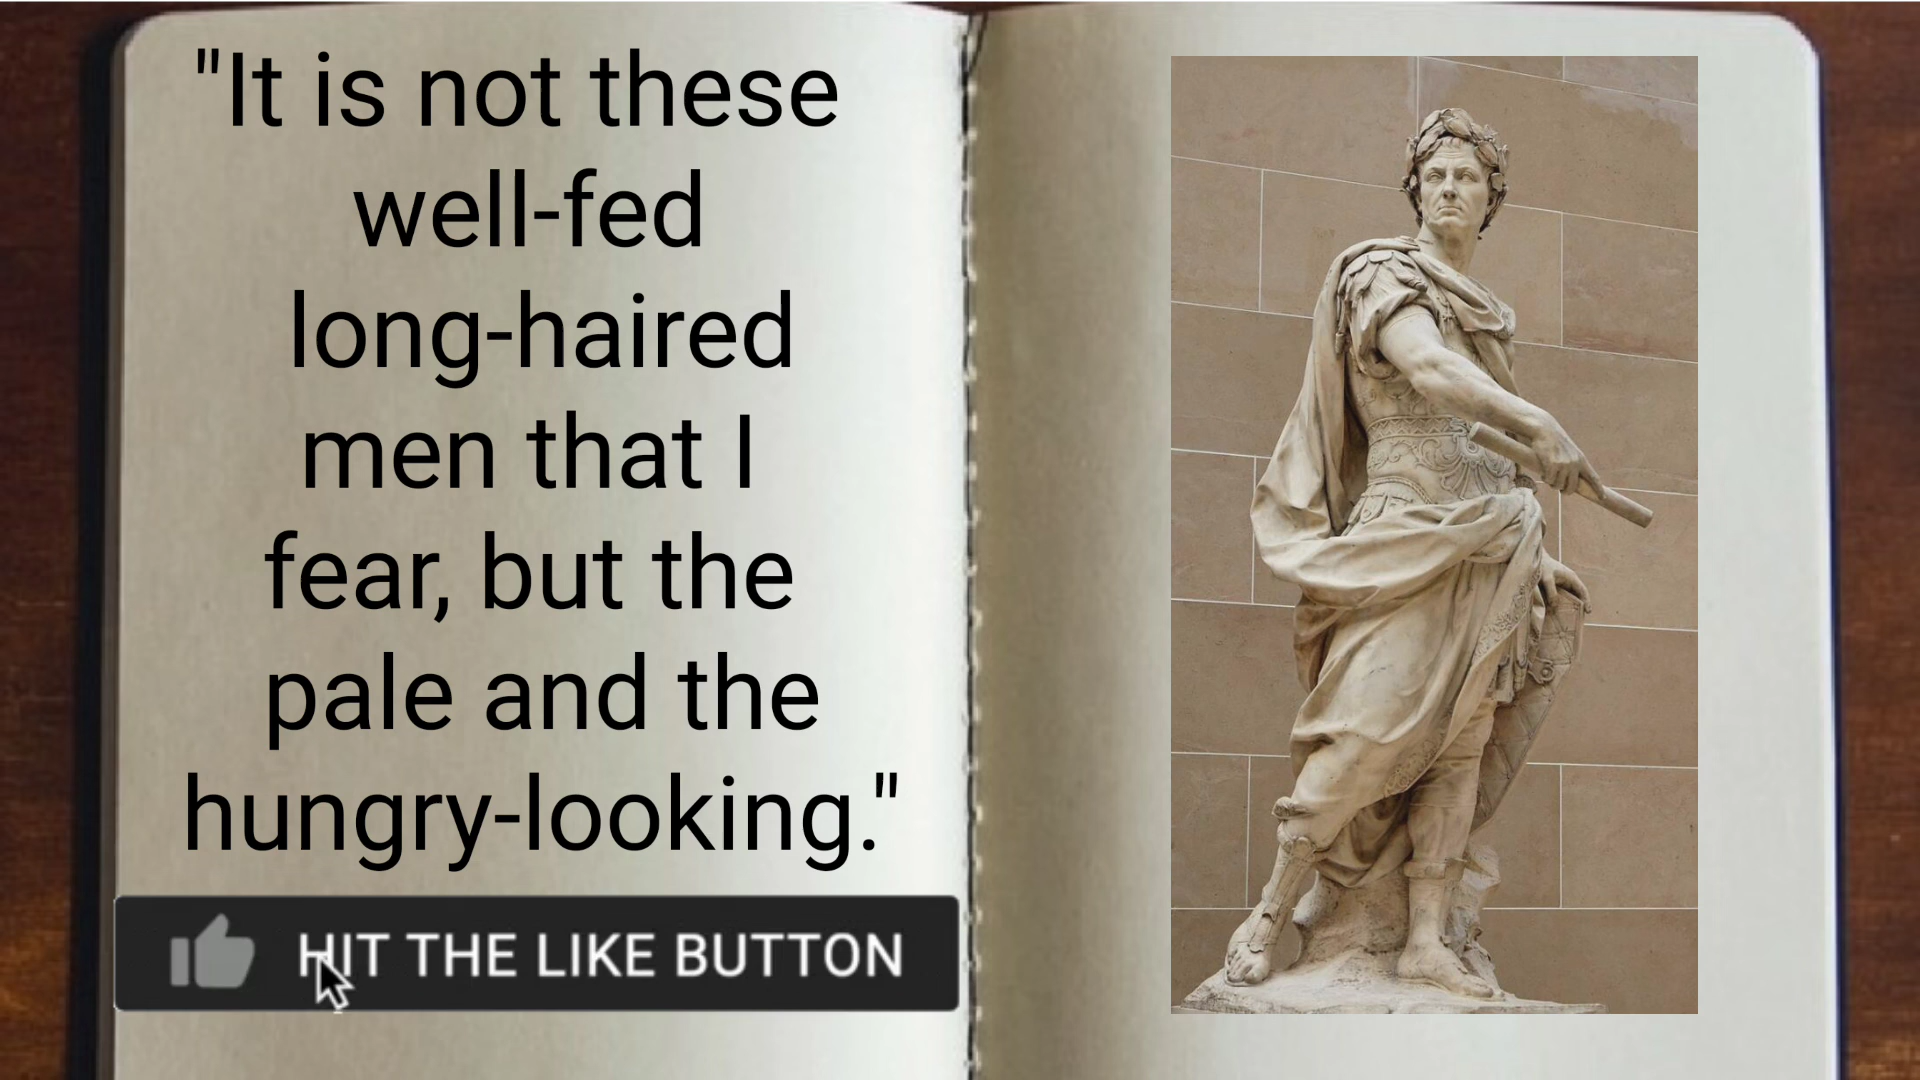 "It is not these
well-fed
long-haired
men that I
fear, but the
pale and the
hungry-looking."
HIT THE LIKE BUTTON